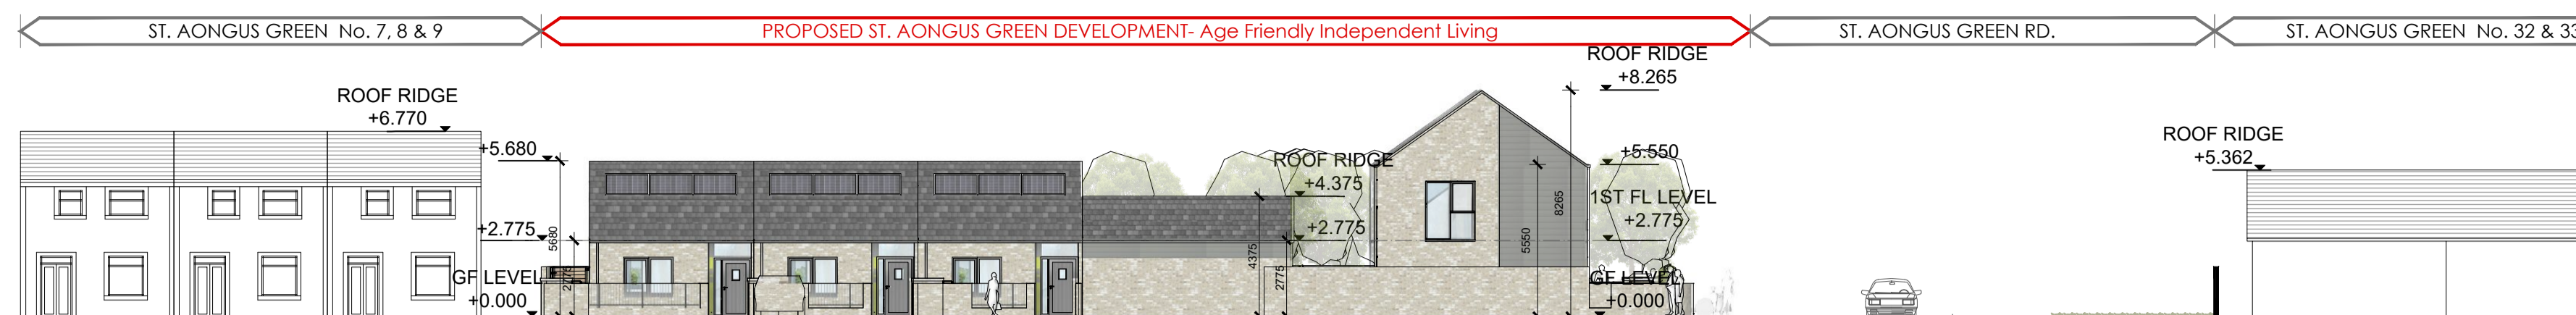 ST. AONGUS GREEN No. 7, 8 & 9
PROPOSED ST. AONGUS GREEN DEVELOPMENT- Age Friendly Independent Living
ST. AONGUS GREEN RD.
ST. AONGUS GREEN No. 32 & 33
ROOF RIDGE
+8.265
ROOF RIDGE
+6.770
ROOF RIDGE
+5.362
+5.680
+5.550
ROOF RIDGE
+4.375
1ST FL LEVEL
+2.775
+2.775
+2.775
GF LEVEL
+0.000
GF LEVEL
+0.000
5680
4375
2775
5550
8265